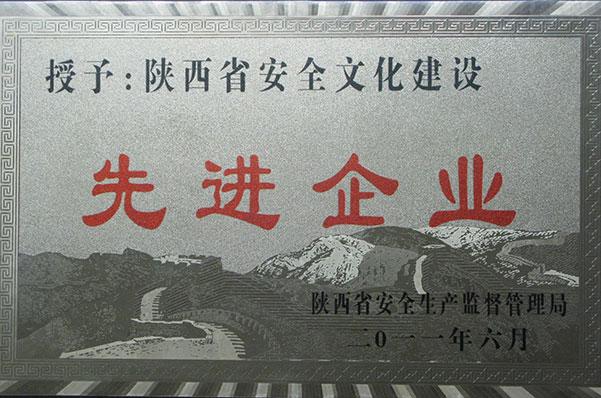 授予:陕西省安全文化建设
先进企业
陕西省安全生产监督管理局
二0一一年六月